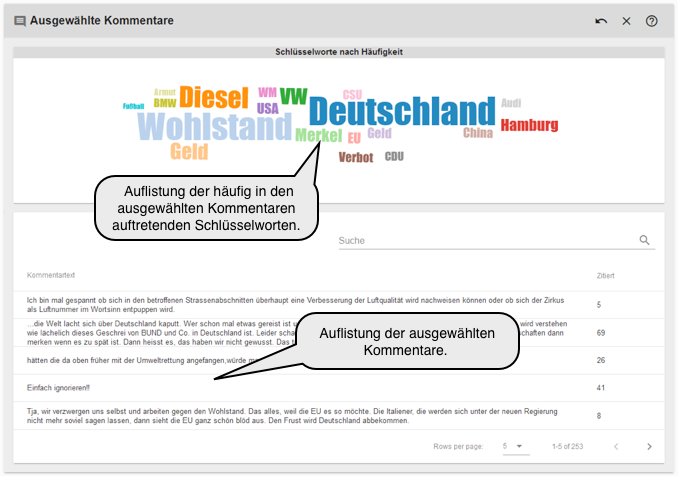 Ausgewählte Kommentare
Schlüsselworte nach Häufigkeit
Armut
Diesel
WM
VW
CSU
Deutschland
Audi
Fußball
BMW
USA
Wohlstand
Merkel
EU
Geld
China
Hamburg
Geld
Verbot
CDU
Auflistung der häufig in den
ausgewählten Kommentaren
auftretenden Schlüsselworten.
Suche
Kommentartext
Zitiert
Ich bin mal gespannt ob sich in den betroffenen Strassenabschnitten überhaupt eine Verbesserung der Luftqualität wird nachweisen können oder ob sich der Zirkus
als Luftnummer im Wortsinn entpuppen wird.
5
...die Welt lacht sich über Deutschland kaputt. Wer schon mal etwas gereist ist wird verstehen
wie lächelich dieses Geschrei von BUND und Co. in Deutschland ist. Leider
merken wenn es zu spät ist. Dann heisst es, das haben wir nicht gewusst. Das
69
Auflistung der ausgewählten
Kommentare.
hätten die da oben früher mit der Umweltrettung angefangen,würde
26
Einfach ignorieren!!
41
Tja, wir verzwergen uns selbst und arbeiten gegen den Wohlstand. Das alles, weil die EU es so möchte. Die Italiener, die werden sich unter der neuen Regierung
nicht mehr soviel sagen lassen, dann sieht die EU ganz schön blöd aus. Den Frust wird Deutschland abbekommen.
8
Rows per page: 5 1-5 of 253